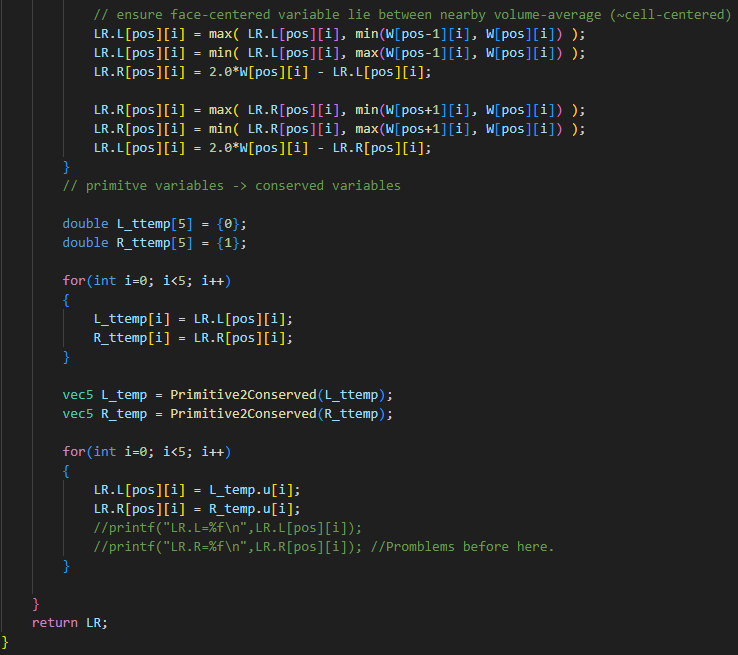 // ensure face-centered variable lie between nearby volume-average (~cell-centered)
LR.L[pos][i] = max( LR.L[pos][i], min(W[pos-1][i], W[pos][i]) );
LR.L[pos][i] = min( LR.L[pos][i], max(W[pos-1][i], W[pos][i]) );
LR.R[pos][i] = 2.0*W[pos][i] - LR.L[pos][i];

LR.R[pos][i] = max( LR.R[pos][i], min(W[pos+1][i], W[pos][i]) );
LR.R[pos][i] = min( LR.R[pos][i], max(W[pos+1][i], W[pos][i]) );
LR.L[pos][i] = 2.0*W[pos][i] - LR.R[pos][i];
}
// primitve variables -> conserved variables

double L_ttemp[5] = {0};
double R_ttemp[5] = {1};

for(int i=0; i<5; i++)
{
L_ttemp[i] = LR.L[pos][i];
R_ttemp[i] = LR.R[pos][i];
}

vec5 L_temp = Primitive2Conserved(L_ttemp);
vec5 R_temp = Primitive2Conserved(R_ttemp);

for(int i=0; i<5; i++)
{
LR.L[pos][i] = L_temp.u[i];
LR.R[pos][i] = R_temp.u[i];
//printf("LR.L=%f\n",LR.L[pos][i]);
//printf("LR.R=%f\n",LR.R[pos][i]); //Promblems before here.
}

}
return LR;
}